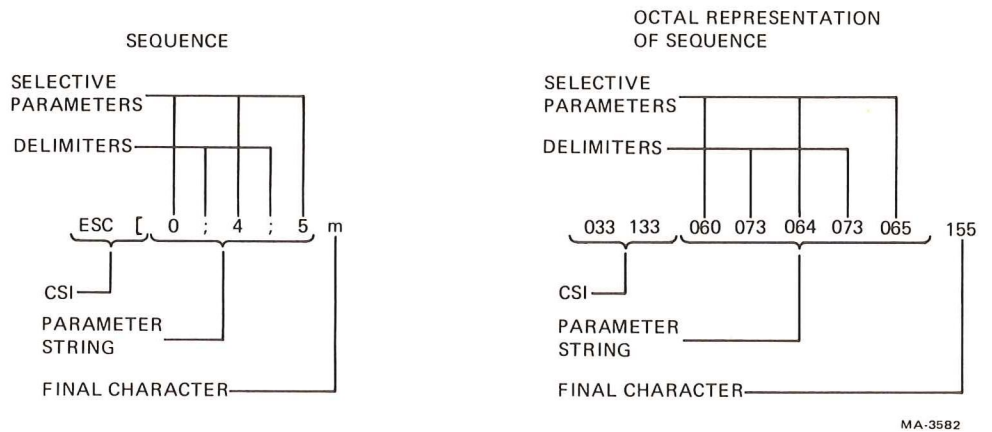 SEQUENCE
SELECTIVE
PARAMETERS
DELIMITERS
ESC [ 0 ; 4 ; 5 m
CSI
PARAMETER
STRING
FINAL CHARACTER
OCTAL REPRESENTATION
OF SEQUENCE
SELECTIVE
PARAMETERS
DELIMITERS
033 133 060 073 064 073 065 155
CSI
PARAMETER
STRING
FINAL CHARACTER
MA-3582